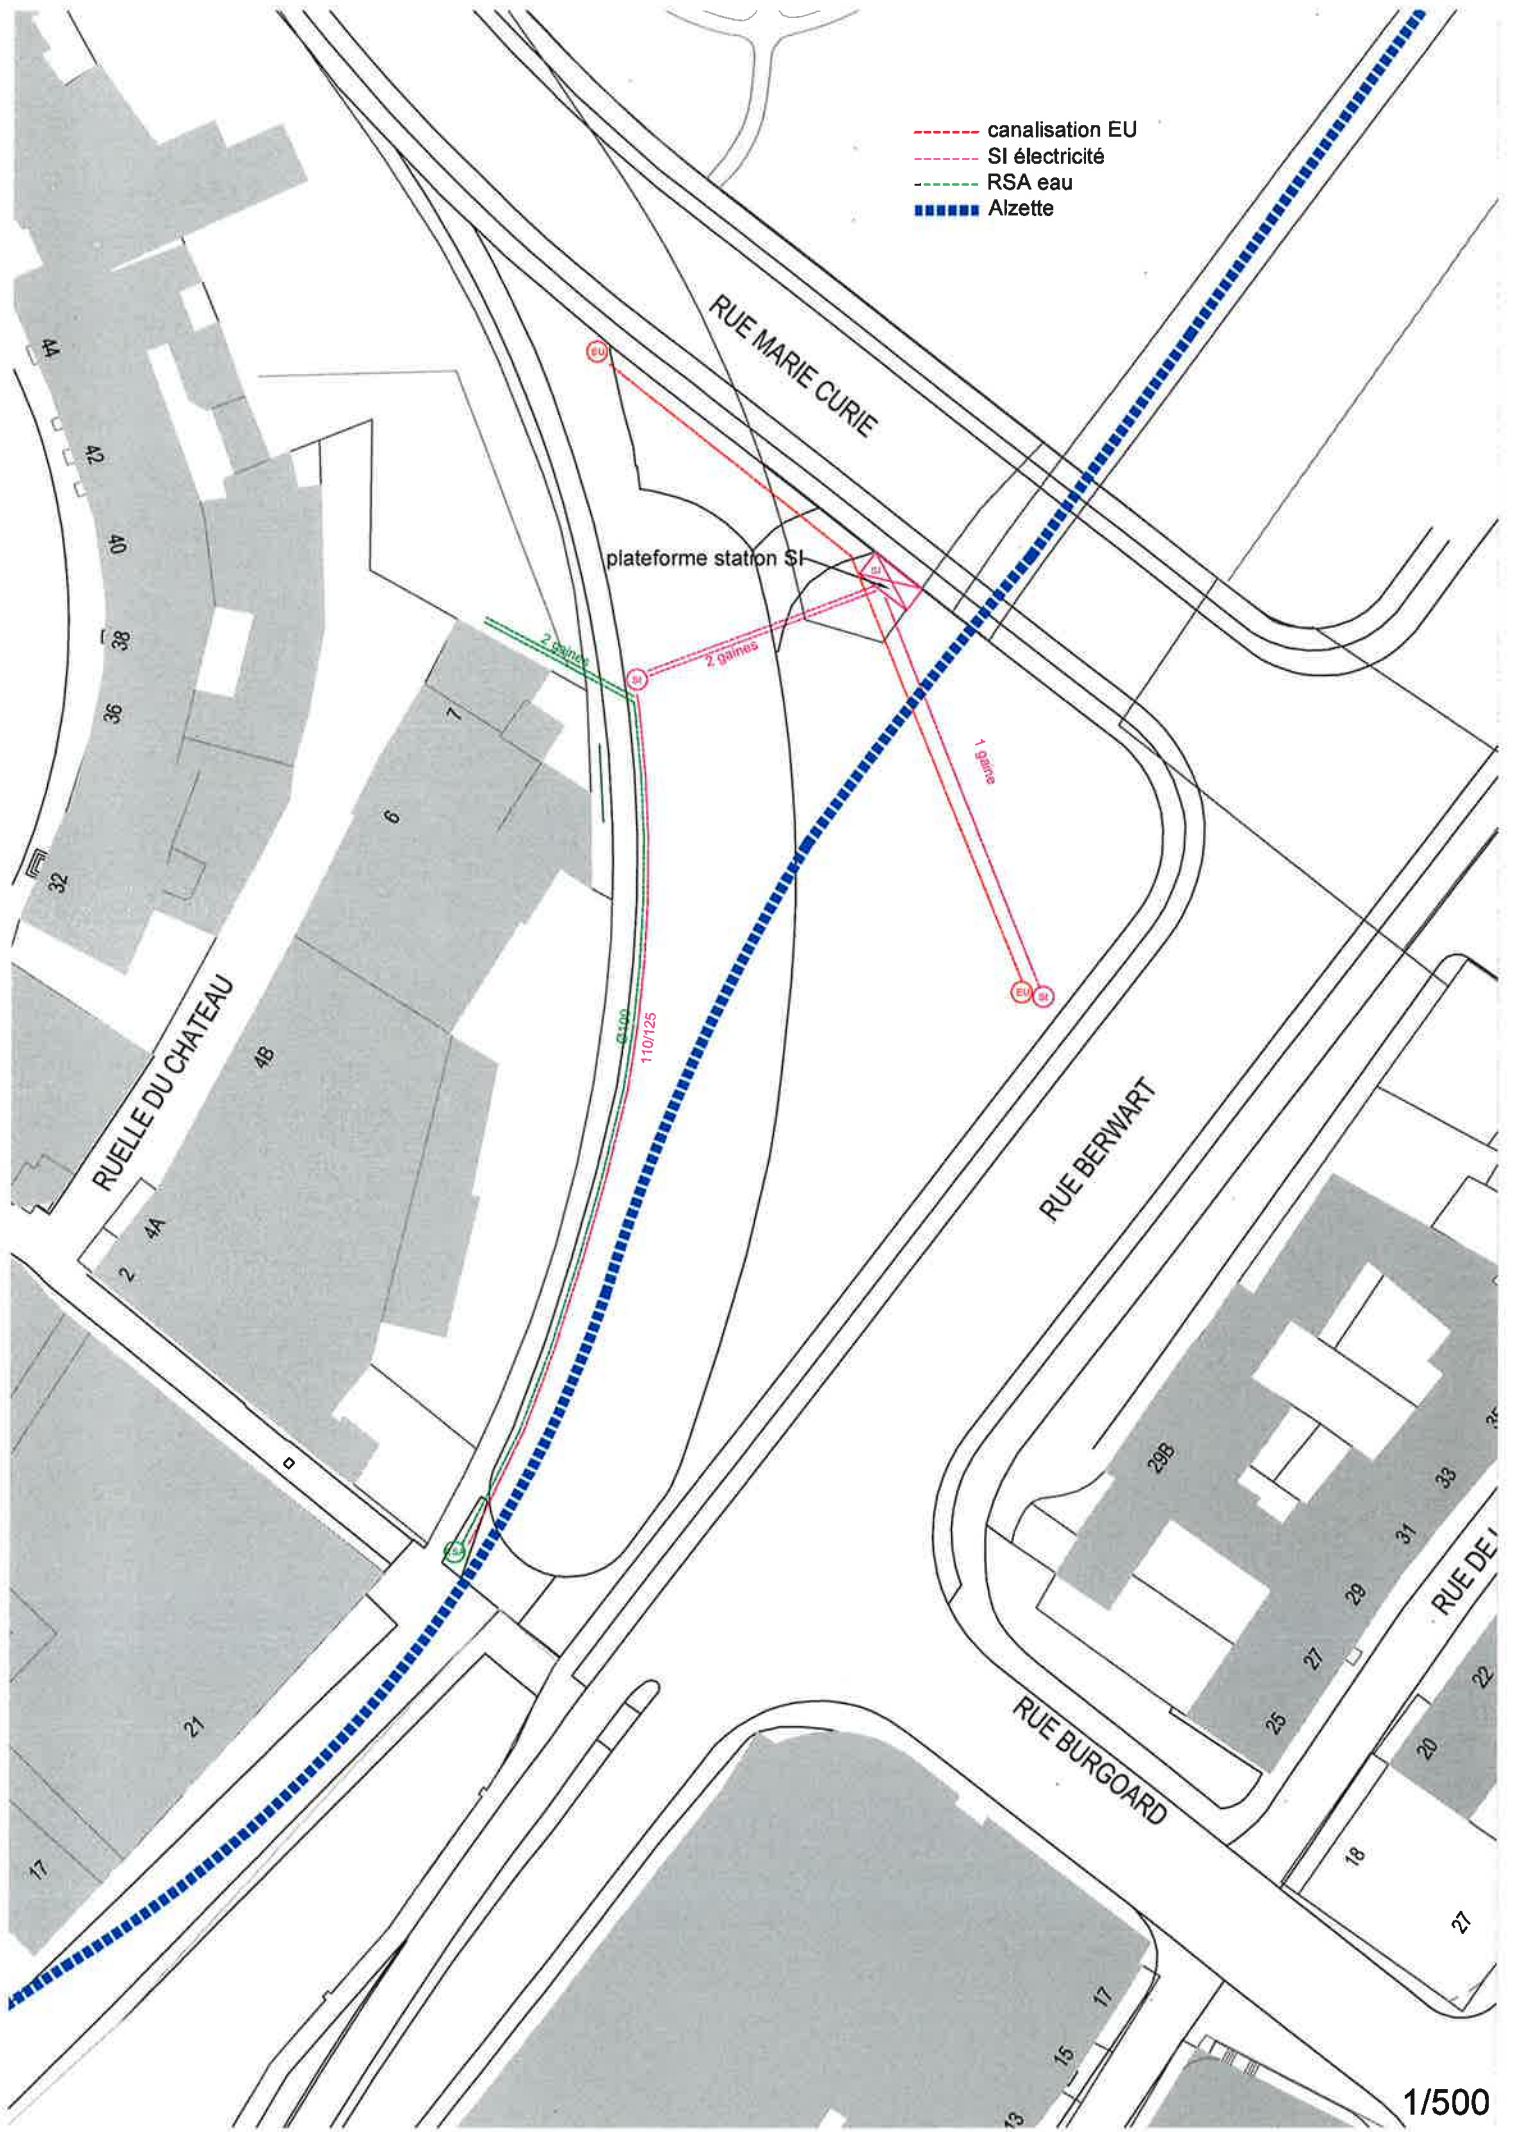 canalisation EU
SI électricité
RSA eau
Alzette
RUE MARIE CURIE
EU
44
42
40
plateforme station SI
SI
38
2 gaines
2 gaines
SI
36
7
1 gaine
6
32
EU
SI
RUELLE DU CHATEAU
Ø100
110/125
4B
RUE BERWART
4A
2
29B
33
31
RSA
29
RUE DE
27
22
25
21
RUE BURGOARD
20
17
18
27
17
15
13
1/500